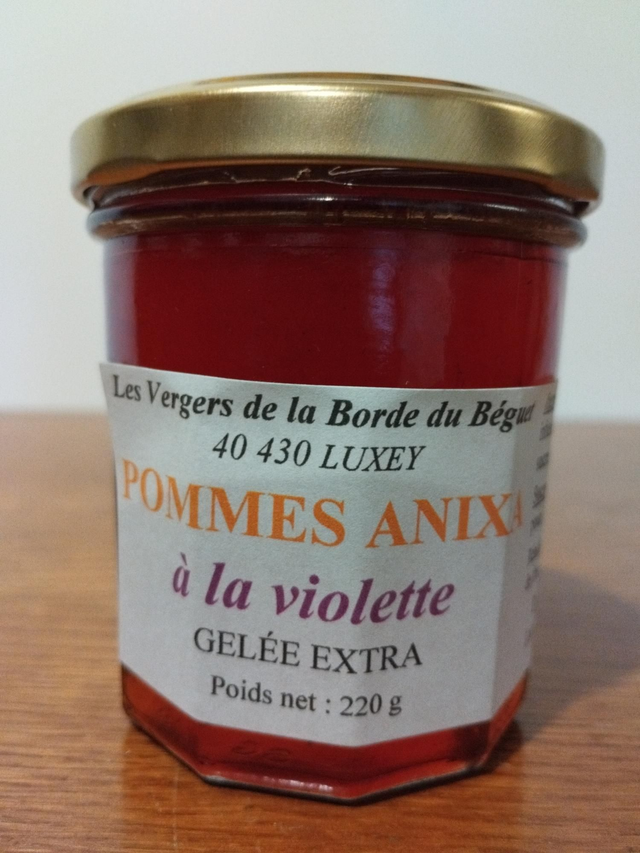 Les Vergers de la Borde du Béguet
40 430 LUXEY
POMMES ANIXA
à la violette
GELÉE EXTRA
Poids net : 220 g